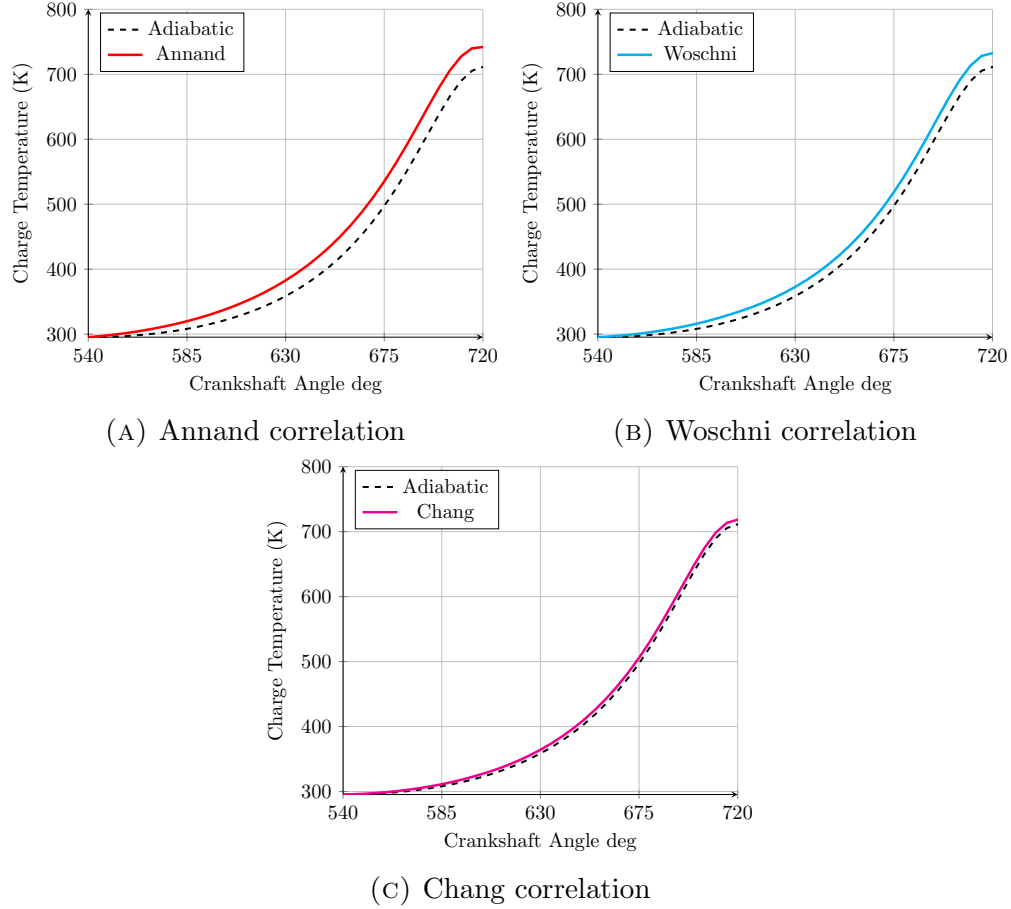 800
700
600
500
400
300
540
585
630
675
720
Charge Temperature (K)
Crankshaft Angle deg
Adiabatic
Annand
(A) Annand correlation
800
700
600
500
400
300
540
585
630
675
720
Charge Temperature (K)
Crankshaft Angle deg
Adiabatic
Woschni
(B) Woschni correlation
800
700
600
500
400
300
540
585
630
675
720
Charge Temperature (K)
Crankshaft Angle deg
Adiabatic
Chang
(C) Chang correlation